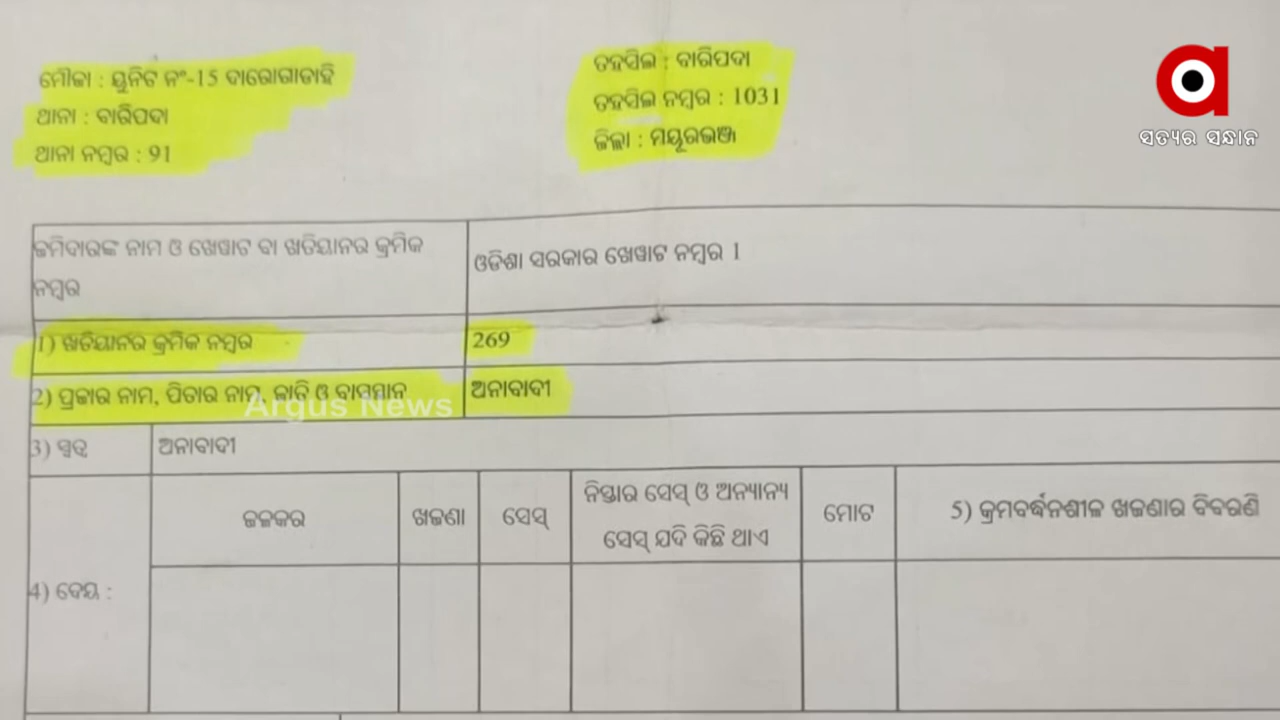 ମୌଜା : ୟୁନିଟ ନଂ-15 ଦାରୋଗାଡାହି
ଥାନା : ବାରିପଦା
ଥାନା ନମ୍ବର : 91
ତହସିଲ : ବାରିପଦା
ତହସିଲ ନମ୍ବର : 1031
ଜିଲ୍ଲା : ମୟୂରଭଞ୍ଜ
ସତ୍ୟର ସନ୍ଧାନ
ଜମିଦାରଙ୍କ ନାମ ଓ ଖେୱାଟ ବା ଖତିୟାନର କ୍ରମିକ
ନମ୍ବର
ଓଡିଶା ସରକାର ଖେୱାଟ ନମ୍ବର 1
1) ଖତିୟାନର କ୍ରମିକ ନମ୍ବର
269
2) ପ୍ରଜାର ନାମ, ପିତାର ନାମ, ଜାତି ଓ ବାସସ୍ଥାନ
ଅନାବାଦୀ
Argus News
3) ସ୍ୱତ୍ୱ
ଅନାବାଦୀ
4) ଦେୟ :
ଜଳକର
ଖଜଣା
ସେସ୍
ନିସ୍ତାର ସେସ୍ ଓ ଅନ୍ୟାନ୍ୟ
ସେସ୍ ଯଦି କିଛି ଥାଏ
ମୋଟ
5) କ୍ରମବର୍ଦ୍ଧନଶୀଳ ଖଜଣାର ବିବରଣି